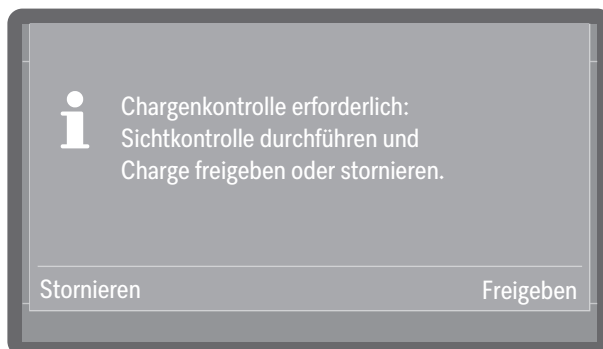 Chargenkontrolle erforderlich:
Sichtkontrolle durchführen und
Charge freigeben oder stornieren.
Stornieren
Freigeben